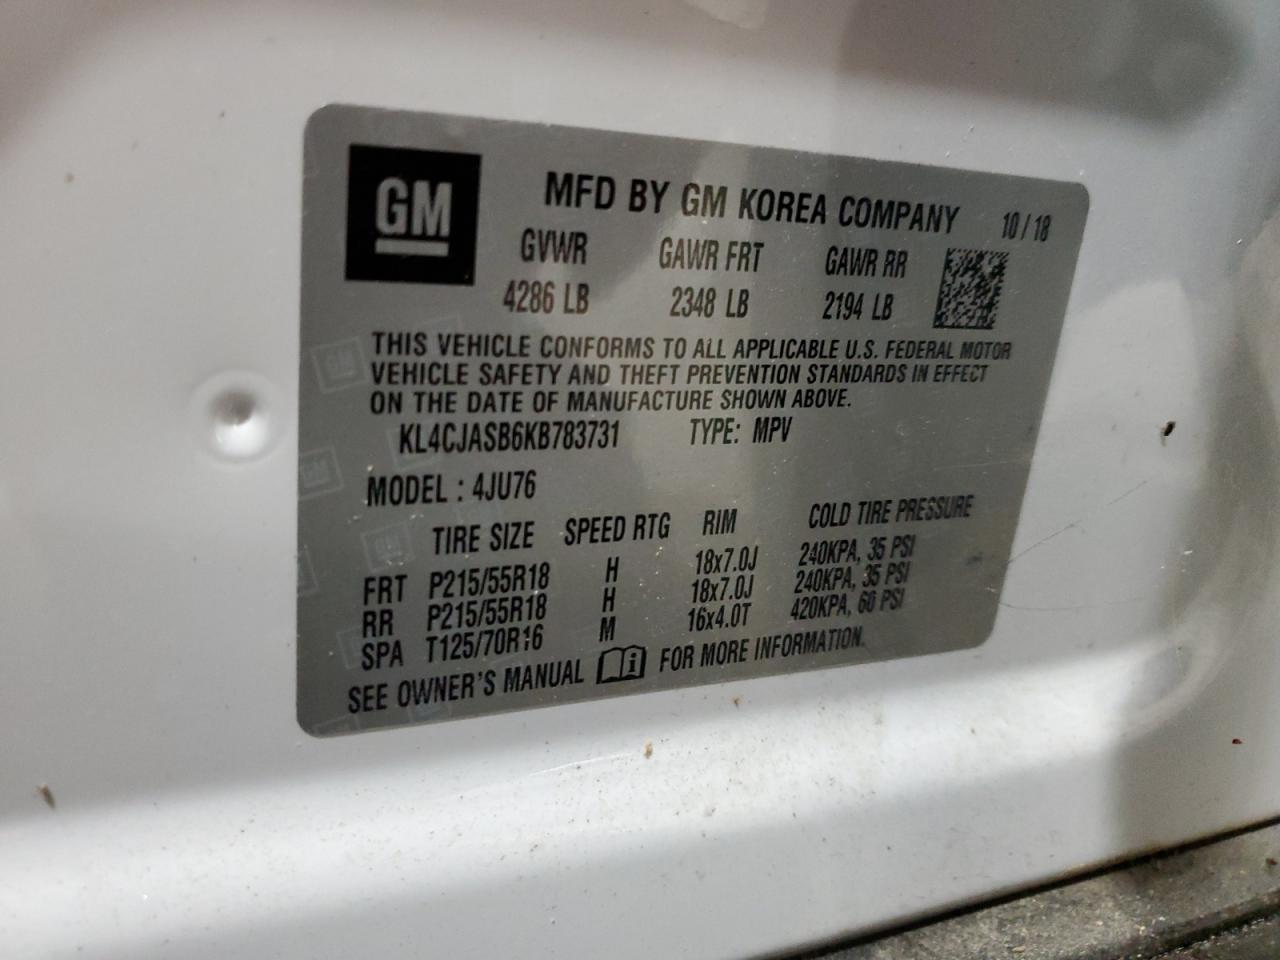 GM
MFD BY GM KOREA COMPANY 10/18
GVWR GAWR FRT GAWR RR
4286 LB 2348 LB 2194 LB
THIS VEHICLE CONFORMS TO ALL APPLICABLE U.S. FEDERAL MOTOR
VEHICLE SAFETY AND THEFT PREVENTION STANDARDS IN EFFECT
ON THE DATE OF MANUFACTURE SHOWN ABOVE.
KL4CJASB6KB783731 TYPE: MPV
MODEL : 4JU76
TIRE SIZE SPEED RTG RIM COLD TIRE PRESSURE
FRT P215/55R18 H 18x7.0J 240KPA, 35 PSI
RR P215/55R18 H 18x7.0J 240KPA, 35 PSI
SPA T125/70R16 M 16x4.0T 420KPA, 60 PSI
SEE OWNER'S MANUAL FOR MORE INFORMATION.